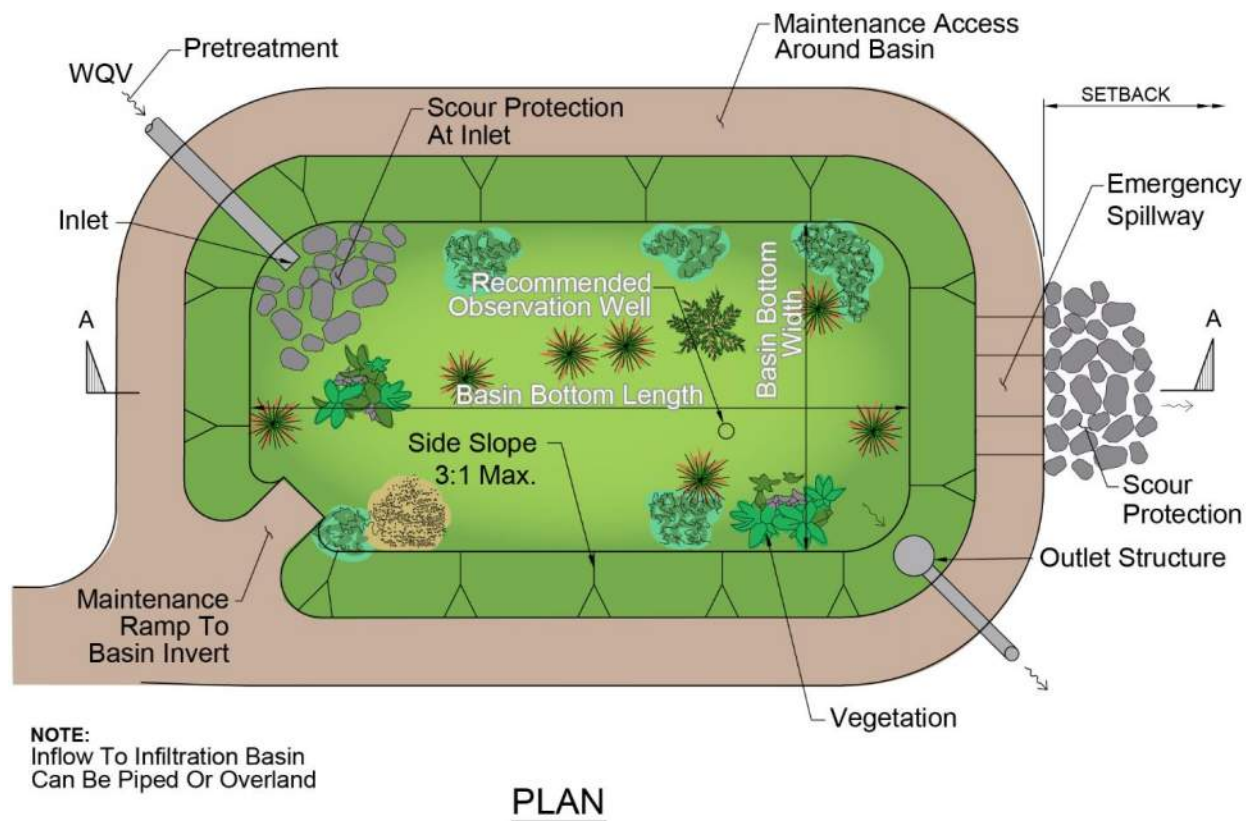 Pretreatment
WQV
Maintenance Access
Around Basin
SETBACK
Scour Protection
At Inlet
Emergency
Spillway
Inlet
Recommended
Observation Well
Basin Bottom
Width
A
A
Basin Bottom Length
Side Slope
3:1 Max.
Scour
Protection
Outlet Structure
Maintenance
Ramp To
Basin Invert
Vegetation
NOTE:
Inflow To Infiltration Basin
Can Be Piped Or Overland
PLAN